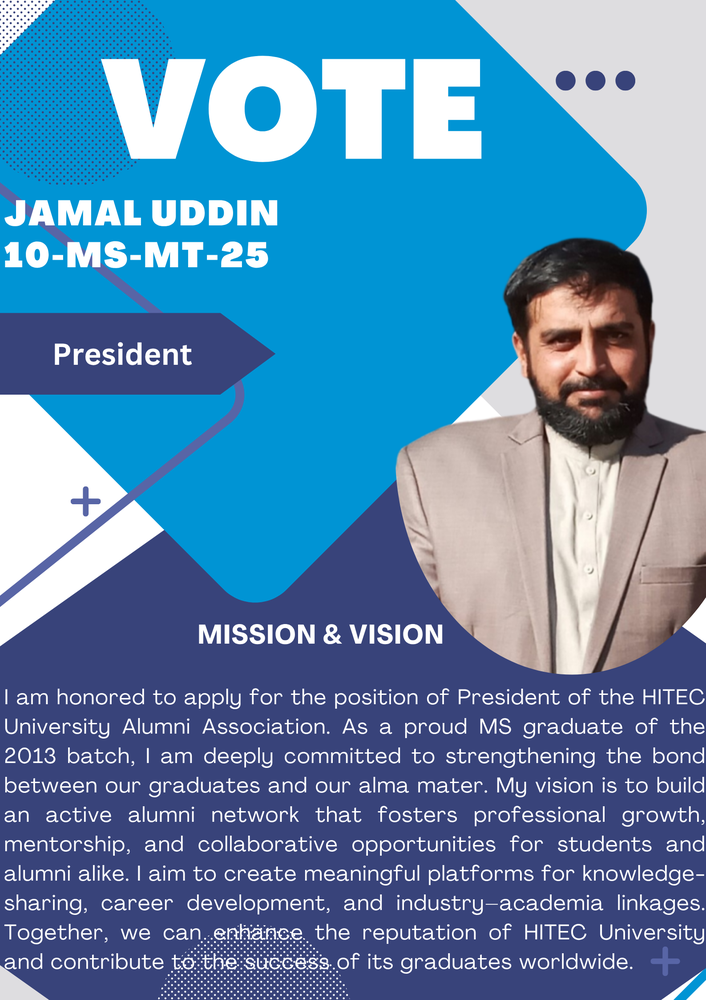 VOTE
JAMAL UDDIN
10-MS-MT-25
President
MISSION & VISION
I am honored to apply for the position of President of the HITEC
University Alumni Association. As a proud MS graduate of the
2013 batch, I am deeply committed to strengthening the bond
between our graduates and our alma mater. My vision is to build
an active alumni network that fosters professional growth,
mentorship, and collaborative opportunities for students and
alumni alike. I aim to create meaningful platforms for knowledge-
sharing, career development, and industry–academia linkages.
Together, we can enhance the reputation of HITEC University
and contribute to the success of its graduates worldwide.